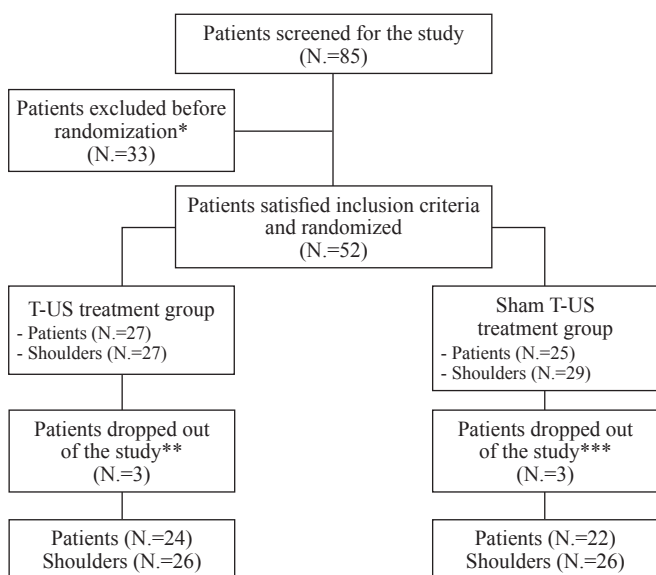 Patients screened for the study
(N.=85)
Patients excluded before
randomization*
(N.=33)
Patients satisfied inclusion criteria
and randomized
(N.=52)
T-US treatment group
- Patients (N.=27)
- Shoulders (N.=27)
Sham T-US
treatment group
- Patients (N.=25)
- Shoulders (N.=29)
Patients dropped out
of the study**
(N.=3)
Patients dropped out
of the study***
(N.=3)
Patients (N.=24)
Shoulders (N.=26)
Patients (N.=22)
Shoulders (N.=26)